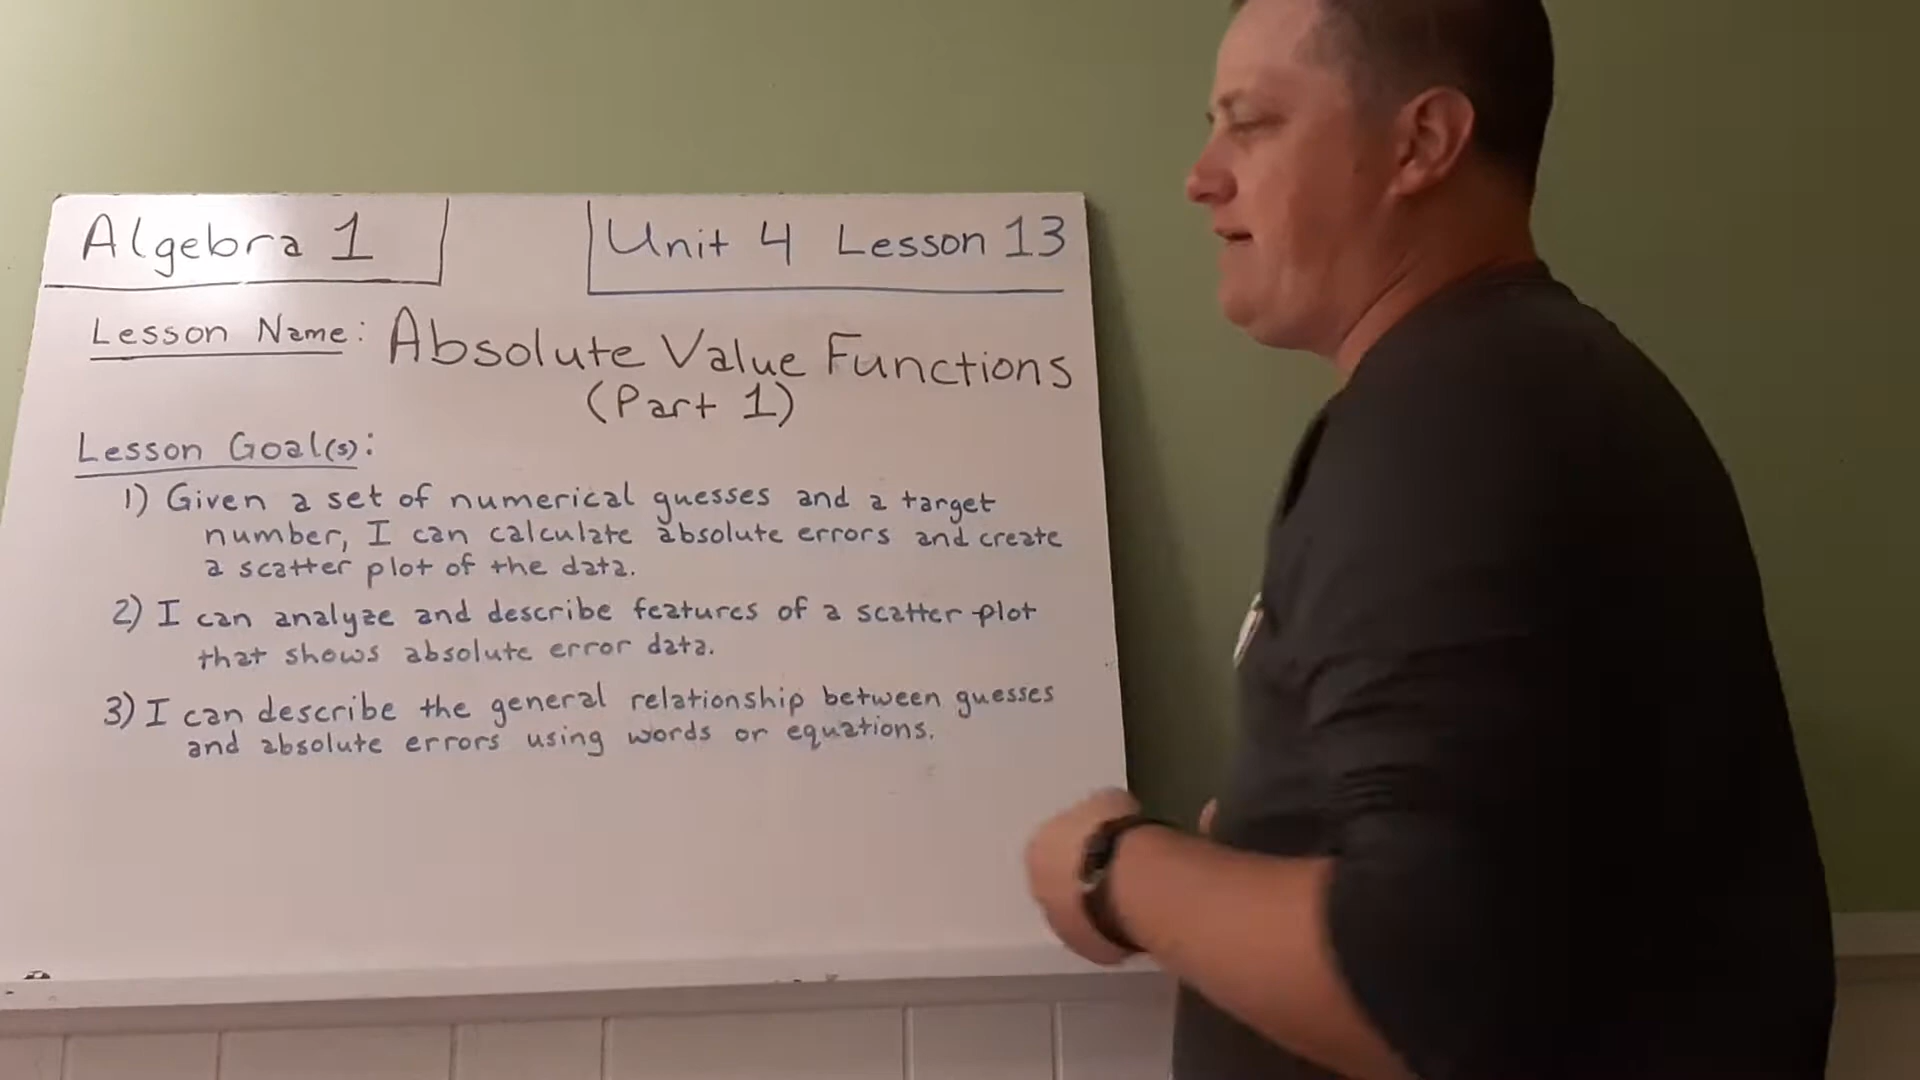 Algebra 1
Unit 4 Lesson 13
Lesson Name: Absolute Value Functions
(Part 1)
Lesson Goal(s):
1) Given a set of numerical guesses and a target
number, I can calculate absolute errors and create
a scatter plot of the data.
2) I can analyze and describe features of a scatter plot
that shows absolute error data.
3) I can describe the general relationship between guesses
and absolute errors using words or equations.